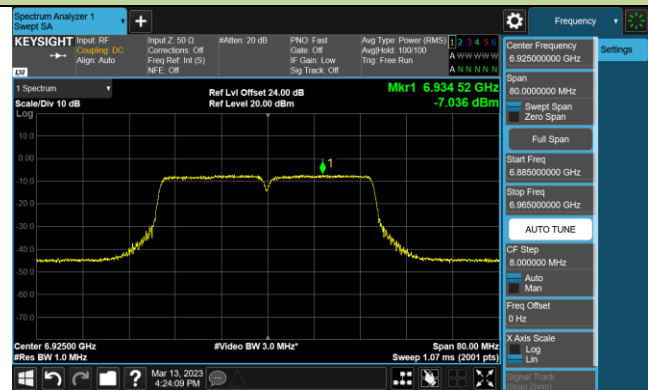 Spectrum Analyzer 1
Swept SA
Frequency
KEYSIGHT
Input: RF
Coupling: DC
Align: Auto
Input Z: 50 Ω
Corrections: Off
Freq Ref: Int (S)
NFE: Off
#Atten: 20 dB
PNO: Fast
Gate: Off
IF Gain: Low
Sig Track: Off
Avg Type: Power (RMS)
Avg|Hold: 100/100
Trig: Free Run
1 2 3 4 5 6
A W W W W W
A N N N N N
LXI
1 Spectrum
Scale/Div 10 dB
Log
Ref Lvl Offset 24.00 dB
Ref Level 20.00 dBm
Mkr1 6.934 52 GHz
-7.036 dBm
10.0
0.00
-10.0
-20.0
-30.0
-40.0
-50.0
-60.0
-70.0
1
Center 6.92500 GHz
#Res BW 1.0 MHz
#Video BW 3.0 MHz*
Span 80.00 MHz
Sweep 1.07 ms (2001 pts)
Mar 13, 2023
4:24:09 PM
Center Frequency
6.925000000 GHz
Settings
Span
80.0000000 MHz
Swept Span
Zero Span
Full Span
Start Freq
6.885000000 GHz
Stop Freq
6.965000000 GHz
AUTO TUNE
CF Step
8.000000 MHz
Auto
Man
Freq Offset
0 Hz
X Axis Scale
Log
Lin
Signal Track
(Span Zoom)